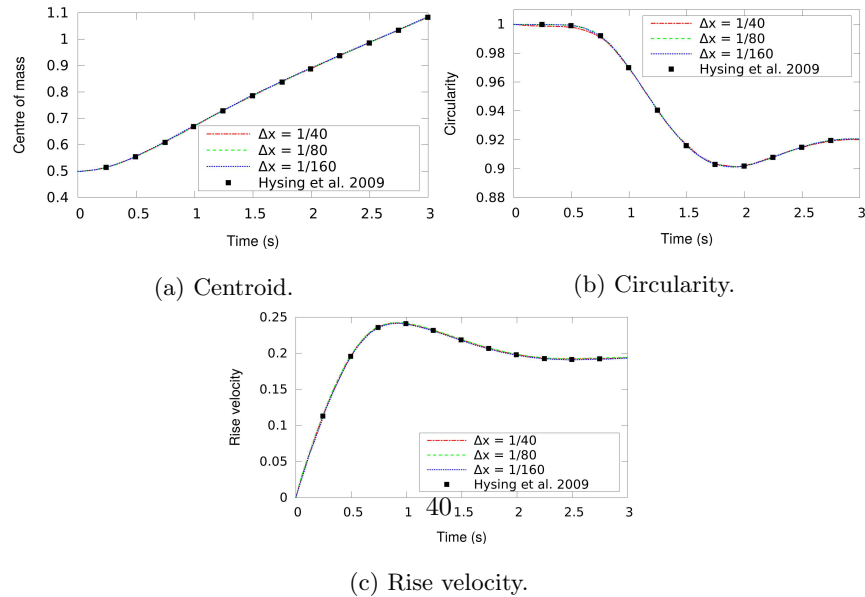 1.1
1
0.9
0.8
0.7
0.6
0.5
0.4
Centre of mass
Δx = 1/40
Δx = 1/80
Δx = 1/160
Hysing et al. 2009
0 0.5 1 1.5 2 2.5 3
Time (s)
(a) Centroid.
1
0.96
0.94
0.92
0.88
Circularity
Δx = 1/40
Δx = 1/80
Δx = 1/160
Hysing et al. 2009
0 0.5 1 1.5 2 2.5 3
Time (s)
(b) Circularity.
0.25
0.2
0.15
0.1
0.05
0
Rise velocity
Δx = 1/40
Δx = 1/80
Δx = 1/160
Hysing et al. 2009
0 0.5 1 1.5 2 2.5 3
40
Time (s)
(c) Rise velocity.